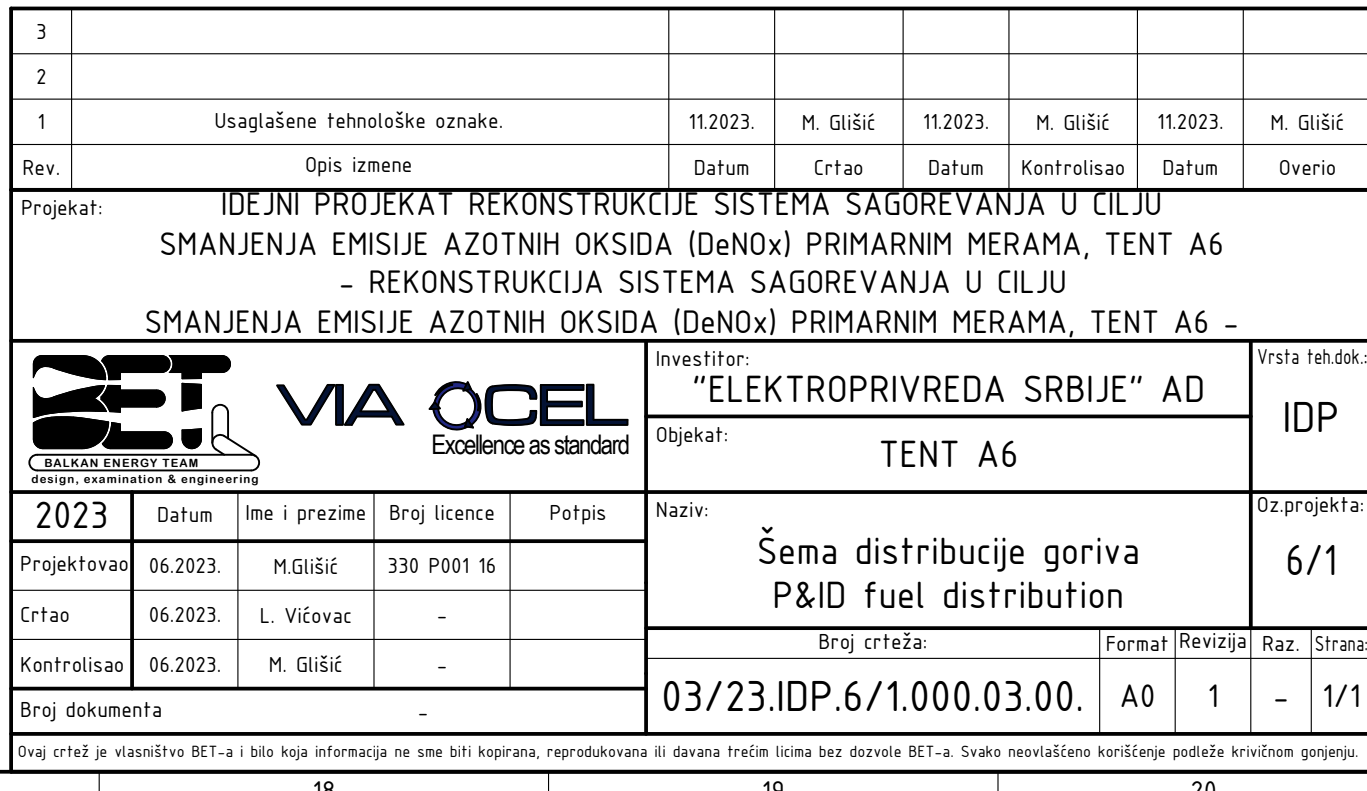 3
2
1 Usaglašene tehnološke oznake. 11.2023. M. Glišić 11.2023. M. Glišić 11.2023. M. Glišić
Rev. Opis izmene Datum Crtao Datum Kontrolisao Datum Overio
Projekat: IDEJNI PROJEKAT REKONSTRUKCIJE SISTEMA SAGOREVANJA U CILJU
SMANJENJA EMISIJE AZOTNIH OKSIDA (DeNOx) PRIMARNIM MERAMA, TENT A6
- REKONSTRUKCIJA SISTEMA SAGOREVANJA U CILJU
SMANJENJA EMISIJE AZOTNIH OKSIDA (DeNOx) PRIMARNIM MERAMA, TENT A6 -
BET
BALKAN ENERGY TEAM
design, examination & engineering
VIA OCEL
Excellence as standard
Investitor:
"ELEKTROPRIVREDA SRBIJE" AD
Vrsta teh.dok.:
IDP
Objekat:
TENT A6
2023 Datum Ime i prezime Broj licence Potpis
Projektovao 06.2023. M.Glišić 330 P001 16
Crtao 06.2023. L. Vićovac -
Kontrolisao 06.2023. M. Glišić -
Broj dokumenta -
Naziv:
Šema distribucije goriva
P&ID fuel distribution
Oz.projekta:
6/1
Broj crteža: Format Revizija Raz. Strana:
03/23.IDP.6/1.000.03.00. A0 1 - 1/1
Ovaj crtež je vlasništvo BET-a i bilo koja informacija ne sme biti kopirana, reprodukovana ili davana trećim licima bez dozvole BET-a. Svako neovlašćeno korišćenje podleže krivičnom gonjenju.
18 19 20